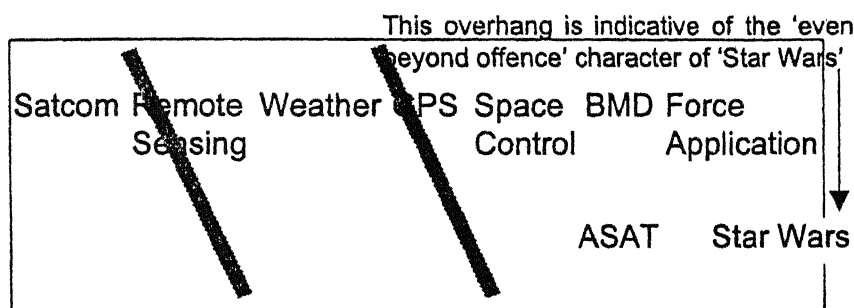 This overhang is indicative of the ‘even
beyond offence’ character of ‘Star Wars’
Satcom Remote Weather GPS Space BMD Force
Sensing Control Application
ASAT Star Wars